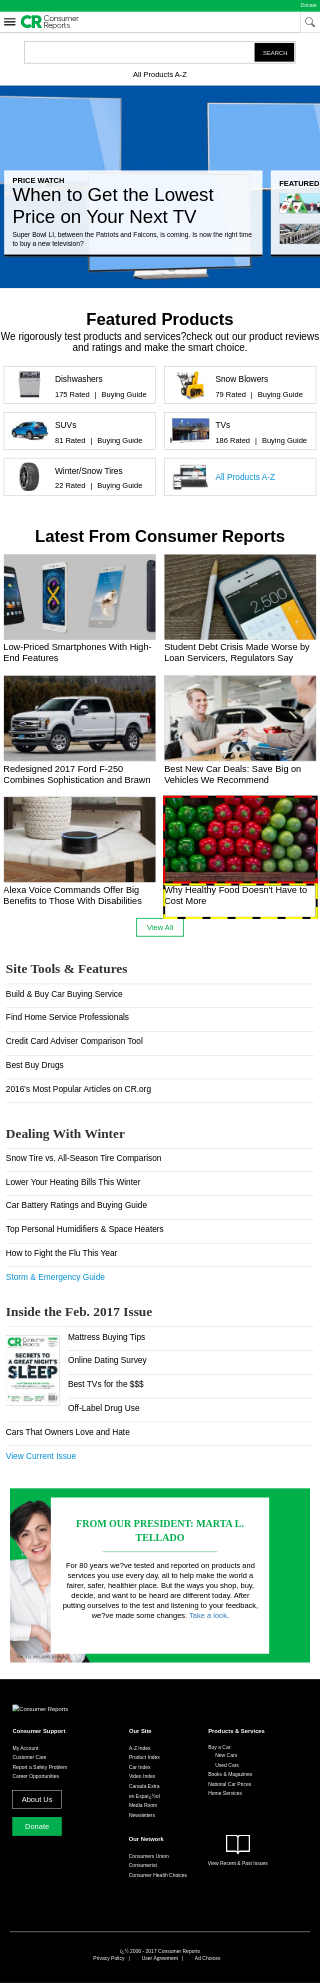 Donate
CR Consumer
Reports
SEARCH
All Products A-Z
PRICE WATCH
When to Get the Lowest
Price on Your Next TV
Super Bowl LI, between the Patriots and Falcons, is coming. Is now the right time
to buy a new television?
FEATURED
Featured Products
We rigorously test products and services?check out our product reviews
and ratings and make the smart choice.
Dishwashers
175 Rated | Buying Guide
Snow Blowers
79 Rated | Buying Guide
SUVs
81 Rated | Buying Guide
TVs
186 Rated | Buying Guide
Winter/Snow Tires
22 Rated | Buying Guide
All Products A-Z
Latest From Consumer Reports
2,500
Low-Priced Smartphones With High-
End Features
Student Debt Crisis Made Worse by
Loan Servicers, Regulators Say
Redesigned 2017 Ford F-250
Combines Sophistication and Brawn
Best New Car Deals: Save Big on
Vehicles We Recommend
Alexa Voice Commands Offer Big
Benefits to Those With Disabilities
Why Healthy Food Doesn't Have to
Cost More
View All
Site Tools & Features
Build & Buy Car Buying Service
Find Home Service Professionals
Credit Card Adviser Comparison Tool
Best Buy Drugs
2016's Most Popular Articles on CR.org
Dealing With Winter
Snow Tire vs. All-Season Tire Comparison
Lower Your Heating Bills This Winter
Car Battery Ratings and Buying Guide
Top Personal Humidifiers & Space Heaters
How to Fight the Flu This Year
Storm & Emergency Guide
Inside the Feb. 2017 Issue
CR Consumer
Reports
SECRETS TO
A GREAT NIGHT'S
SLEEP
Mattress Buying Tips
Online Dating Survey
Best TVs for the $$$
Off-Label Drug Use
Cars That Owners Love and Hate
View Current Issue
FROM OUR PRESIDENT: MARTA L.
TELLADO
For 80 years we?ve tested and reported on products and
services you use every day, all to help make the world a
fairer, safer, healthier place. But the ways you shop, buy,
decide, and want to be heard are different today. After
putting ourselves to the test and listening to your feedback,
we?ve made some changes. Take a look.
Consumer Reports
Consumer Support
My Account
Customer Care
Report a Safety Problem
Career Opportunities
About Us
Donate
Our Site
A-Z Index
Product Index
Car Index
Video Index
Canada Extra
en Espaï¿½ol
Media Room
Newsletters
Our Network
Consumers Union
Consumerist
Consumer Health Choices
Products & Services
Buy a Car:
New Cars
Used Cars
Books & Magazines
National Car Prices
Home Services
View Recent & Past Issues
ï¿½ 2006 - 2017 Consumer Reports
Privacy Policy | User Agreement | Ad Choices